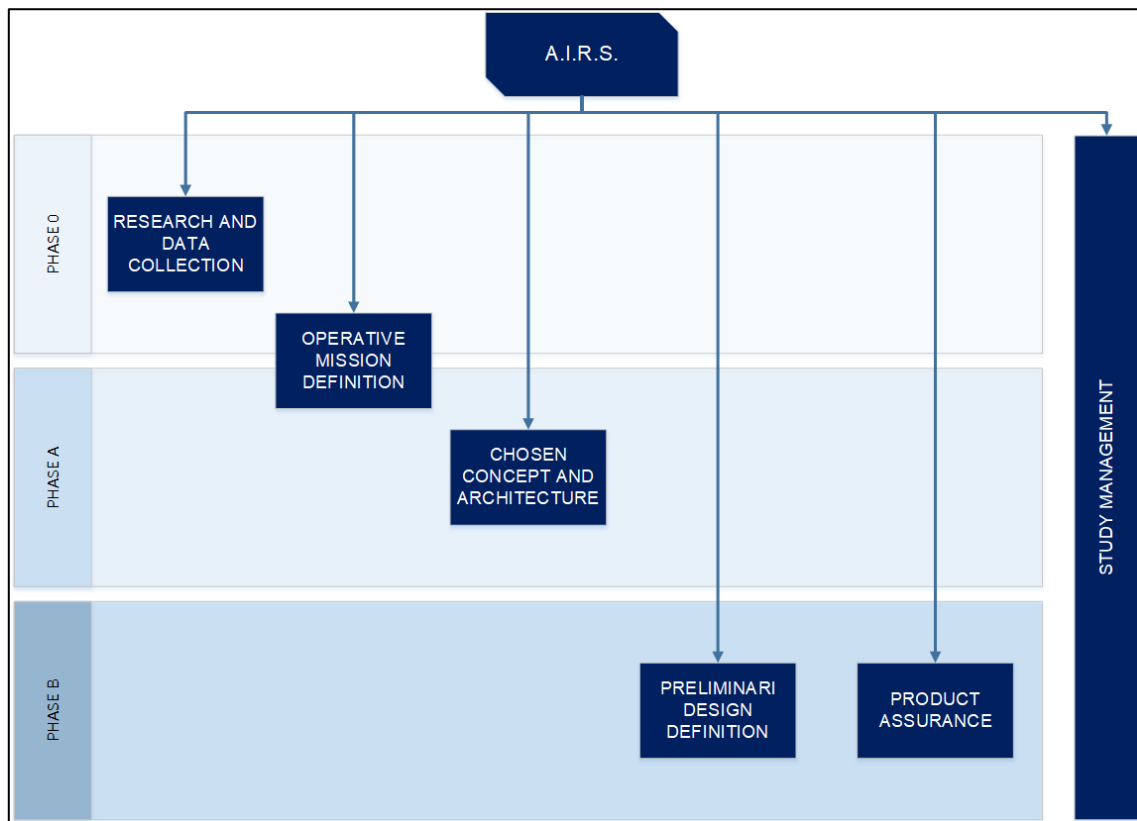 A.I.R.S.
PHASE 0
RESEARCH AND
DATA
COLLECTION
OPERATIVE
MISSION
DEFINITION
PHASE A
CHOSEN
CONCEPT AND
ARCHITECTURE
PHASE B
PRELIMINARI
DESIGN
DEFINITION
PRODUCT
ASSURANCE
STUDY MANAGEMENT